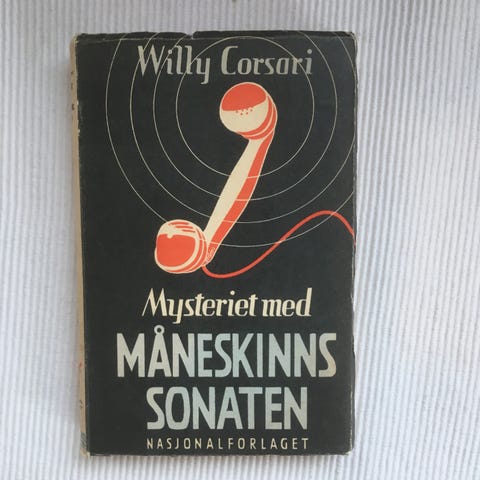 Willy Corsari
Mysteriet med
MÅNESKINNS
SONATEN
NASJONALFORLAGET